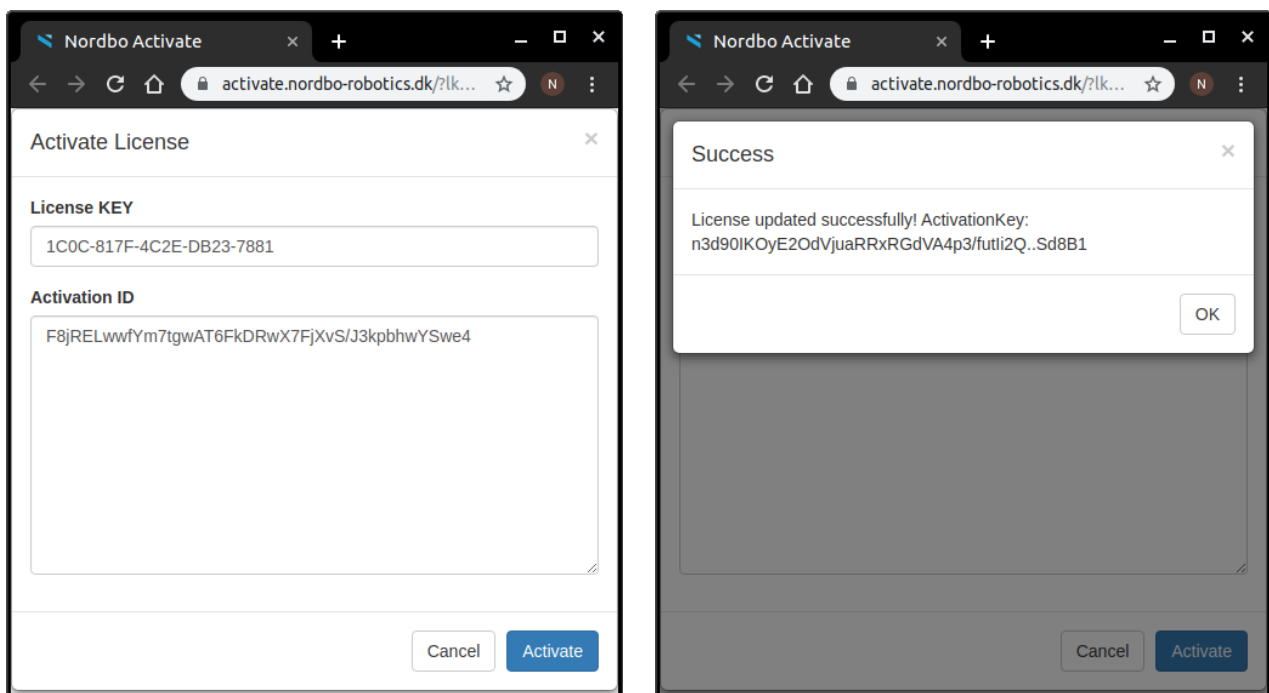 Nordbo Activate
activate.nordbo-robotics.dk/?lk...
N
Activate License
License KEY
1C0C-817F-4C2E-DB23-7881
Activation ID
F8jRELwwfYm7tgwAT6FkDRwX7FjXvS/J3kpbhwYSwe4
Cancel Activate
Nordbo Activate
activate.nordbo-robotics.dk/?lk...
N
Success
License updated successfully! ActivationKey:
n3d90IKOyE2OdVjuaRRxRGdVA4p3/futIi2Q..Sd8B1
OK
Cancel Activate